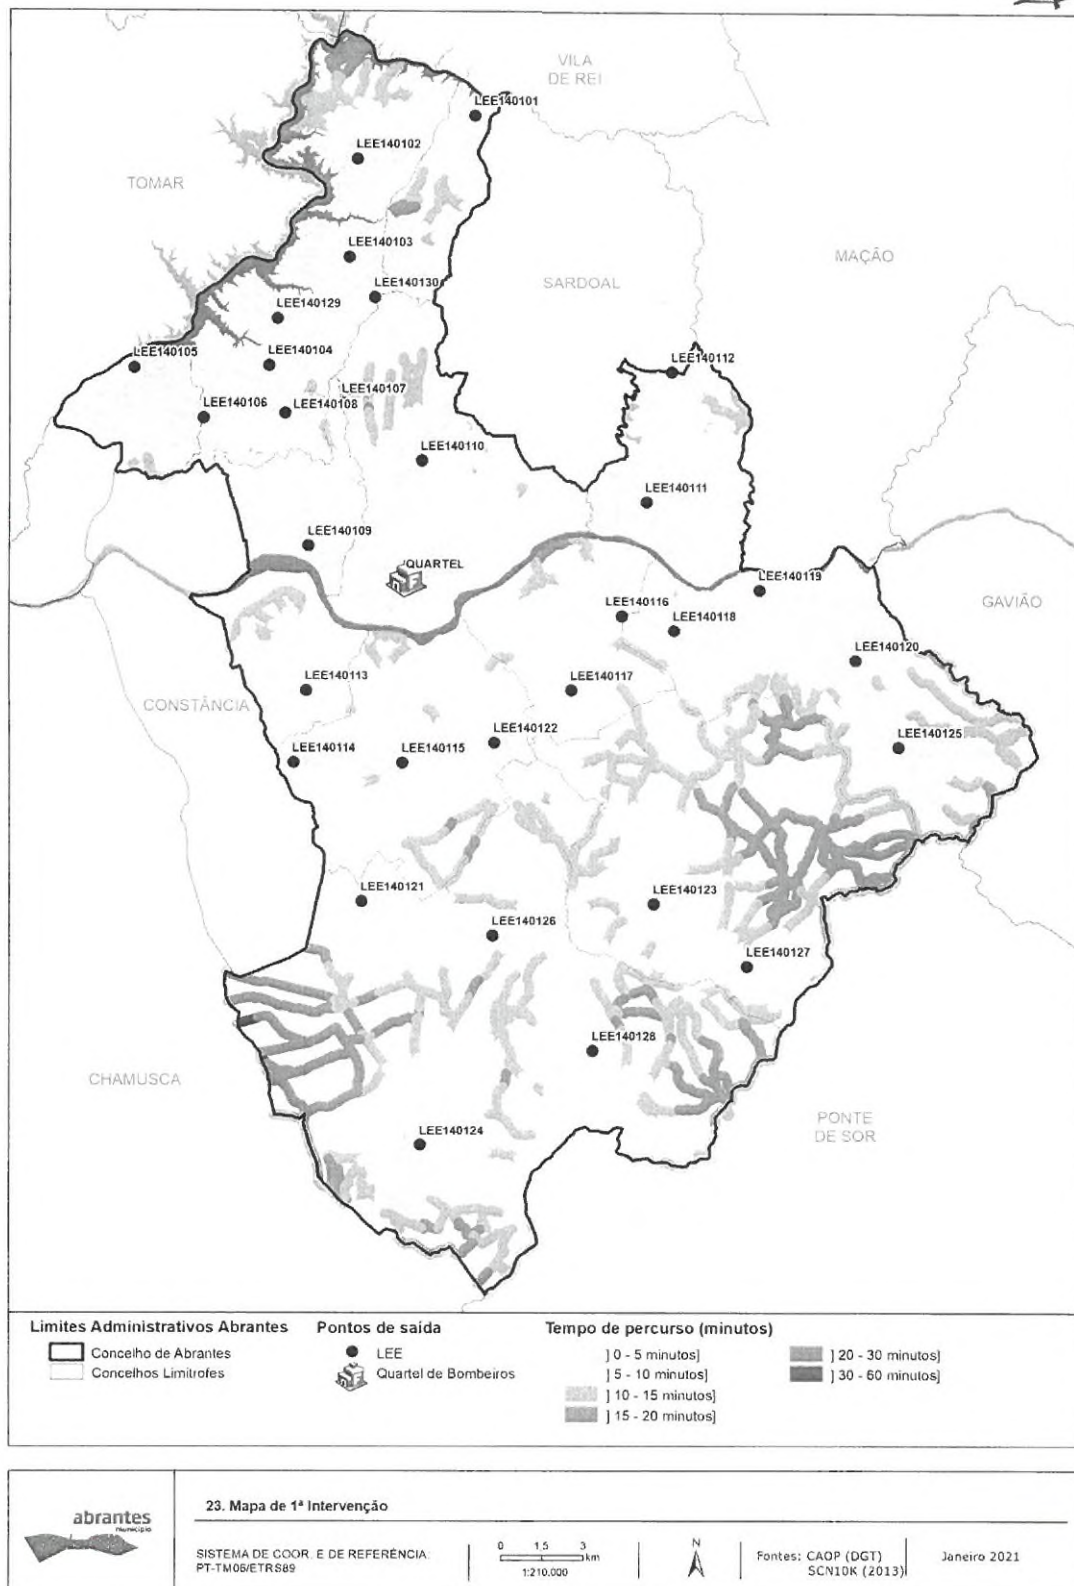 VILA
DE REI
LEE140101
LEE140102
TOMAR
LEE140103
MAÇÃO
SARDOAL
LEE140130
LEE140129
LEE140105
LEE140104
LEE140112
LEE140107
LEE140106
LEE140108
LEE140110
LEE140111
LEE140109
QUARTEL
LEE140119
GAVIÃO
LEE140116
LEE140118
LEE140120
LEE140113
LEE140117
CONSTÂNCIA
LEE140122
LEE140125
LEE140114
LEE140115
LEE140121
LEE140123
LEE140126
LEE140127
LEE140128
CHAMUSCA
PONTE
DE SOR
LEE140124
Limites Administrativos Abrantes
Concelho de Abrantes
Concelhos Limitrofes
Pontos de saída
LEE
Quartel de Bombeiros
Tempo de percurso (minutos)
] 0 - 5 minutos]
] 5 - 10 minutos]
] 10 - 15 minutos]
] 15 - 20 minutos]
] 20 - 30 minutos]
] 30 - 60 minutos]
abrantes
município
23. Mapa de 1ª Intervenção
SISTEMA DE COOR. E DE REFERÊNCIA:
PT-TM06/ETRS89
0 1,5 3
km
1:210.000
N
Fontes: CAOP (DGT)
SCN10K (2013)
Janeiro 2021